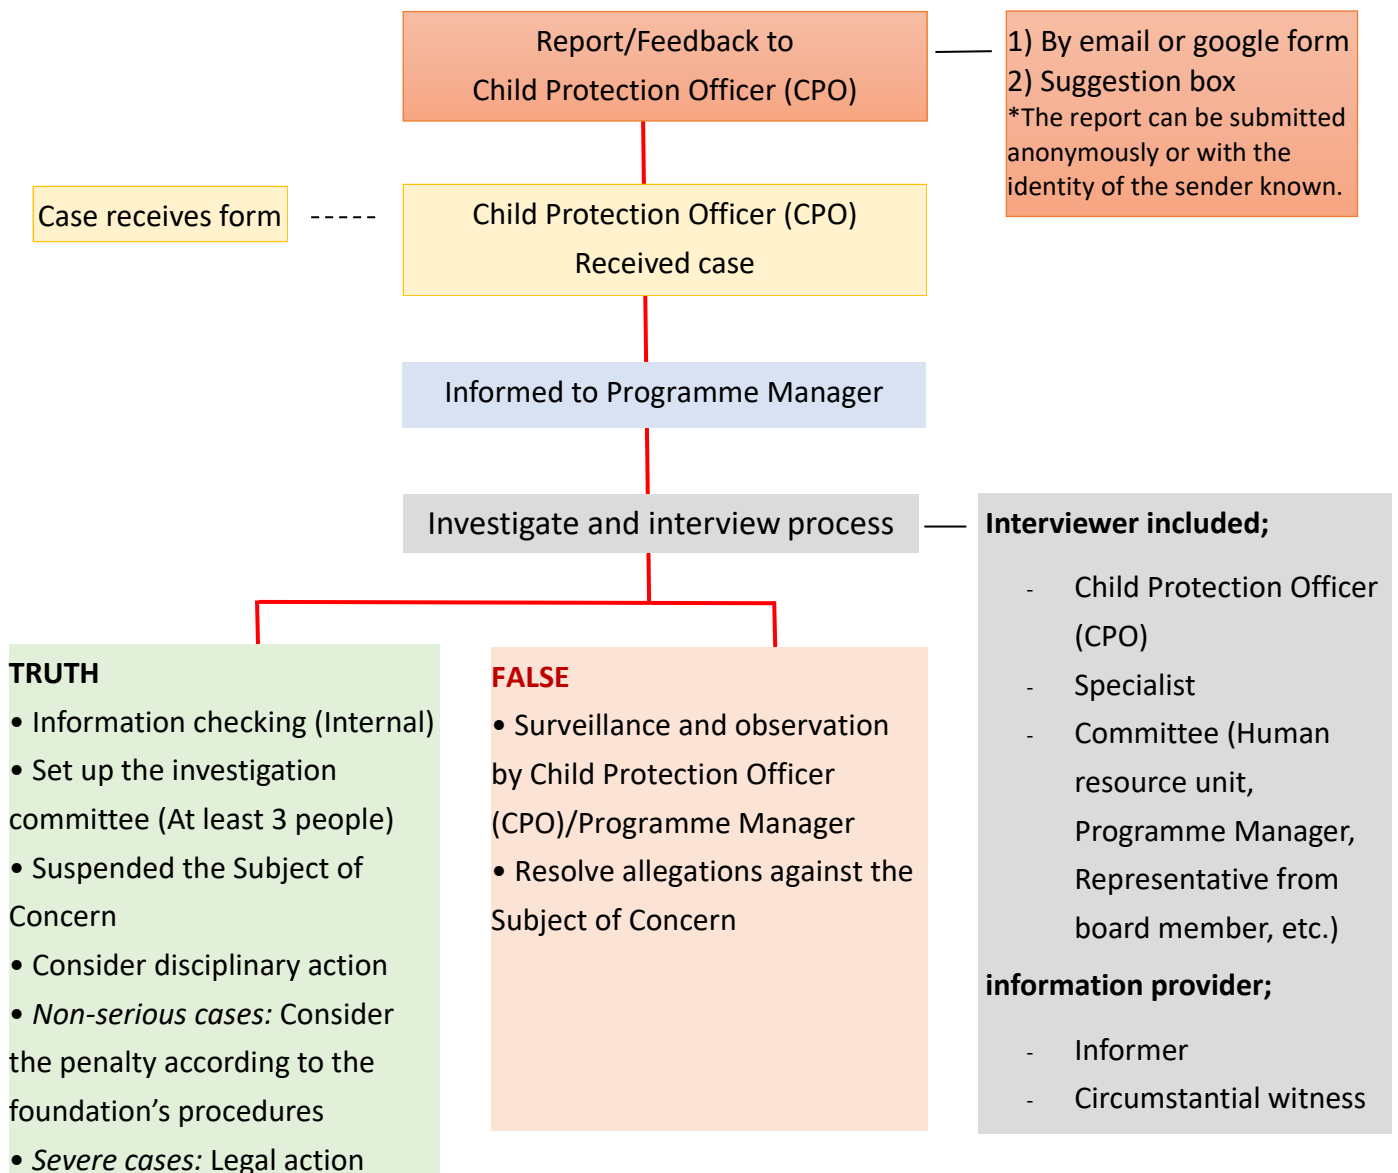 Report/Feedback to
Child Protection Officer (CPO)
1) By email or google form
2) Suggestion box
*The report can be submitted
anonymously or with the
identity of the sender known.
Case receives form
Child Protection Officer (CPO)
Received case
Informed to Programme Manager
Investigate and interview process
Interviewer included;
- Child Protection Officer
(CPO)
- Specialist
- Committee (Human
resource unit,
Programme Manager,
Representative from
board member, etc.)
information provider;
- Informer
- Circumstantial witness
TRUTH
• Information checking (Internal)
• Set up the investigation
committee (At least 3 people)
• Suspended the Subject of
Concern
• Consider disciplinary action
• Non-serious cases: Consider
the penalty according to the
foundation’s procedures
• Severe cases: Legal action
FALSE
• Surveillance and observation
by Child Protection Officer
(CPO)/Programme Manager
• Resolve allegations against the
Subject of Concern